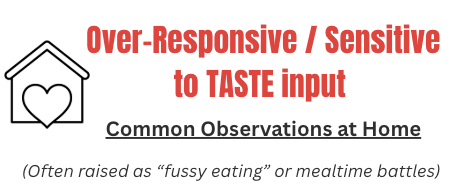 Over-Responsive / Sensitive
to TASTE input
Common Observations at Home
(Often raised as “fussy eating” or mealtime battles)